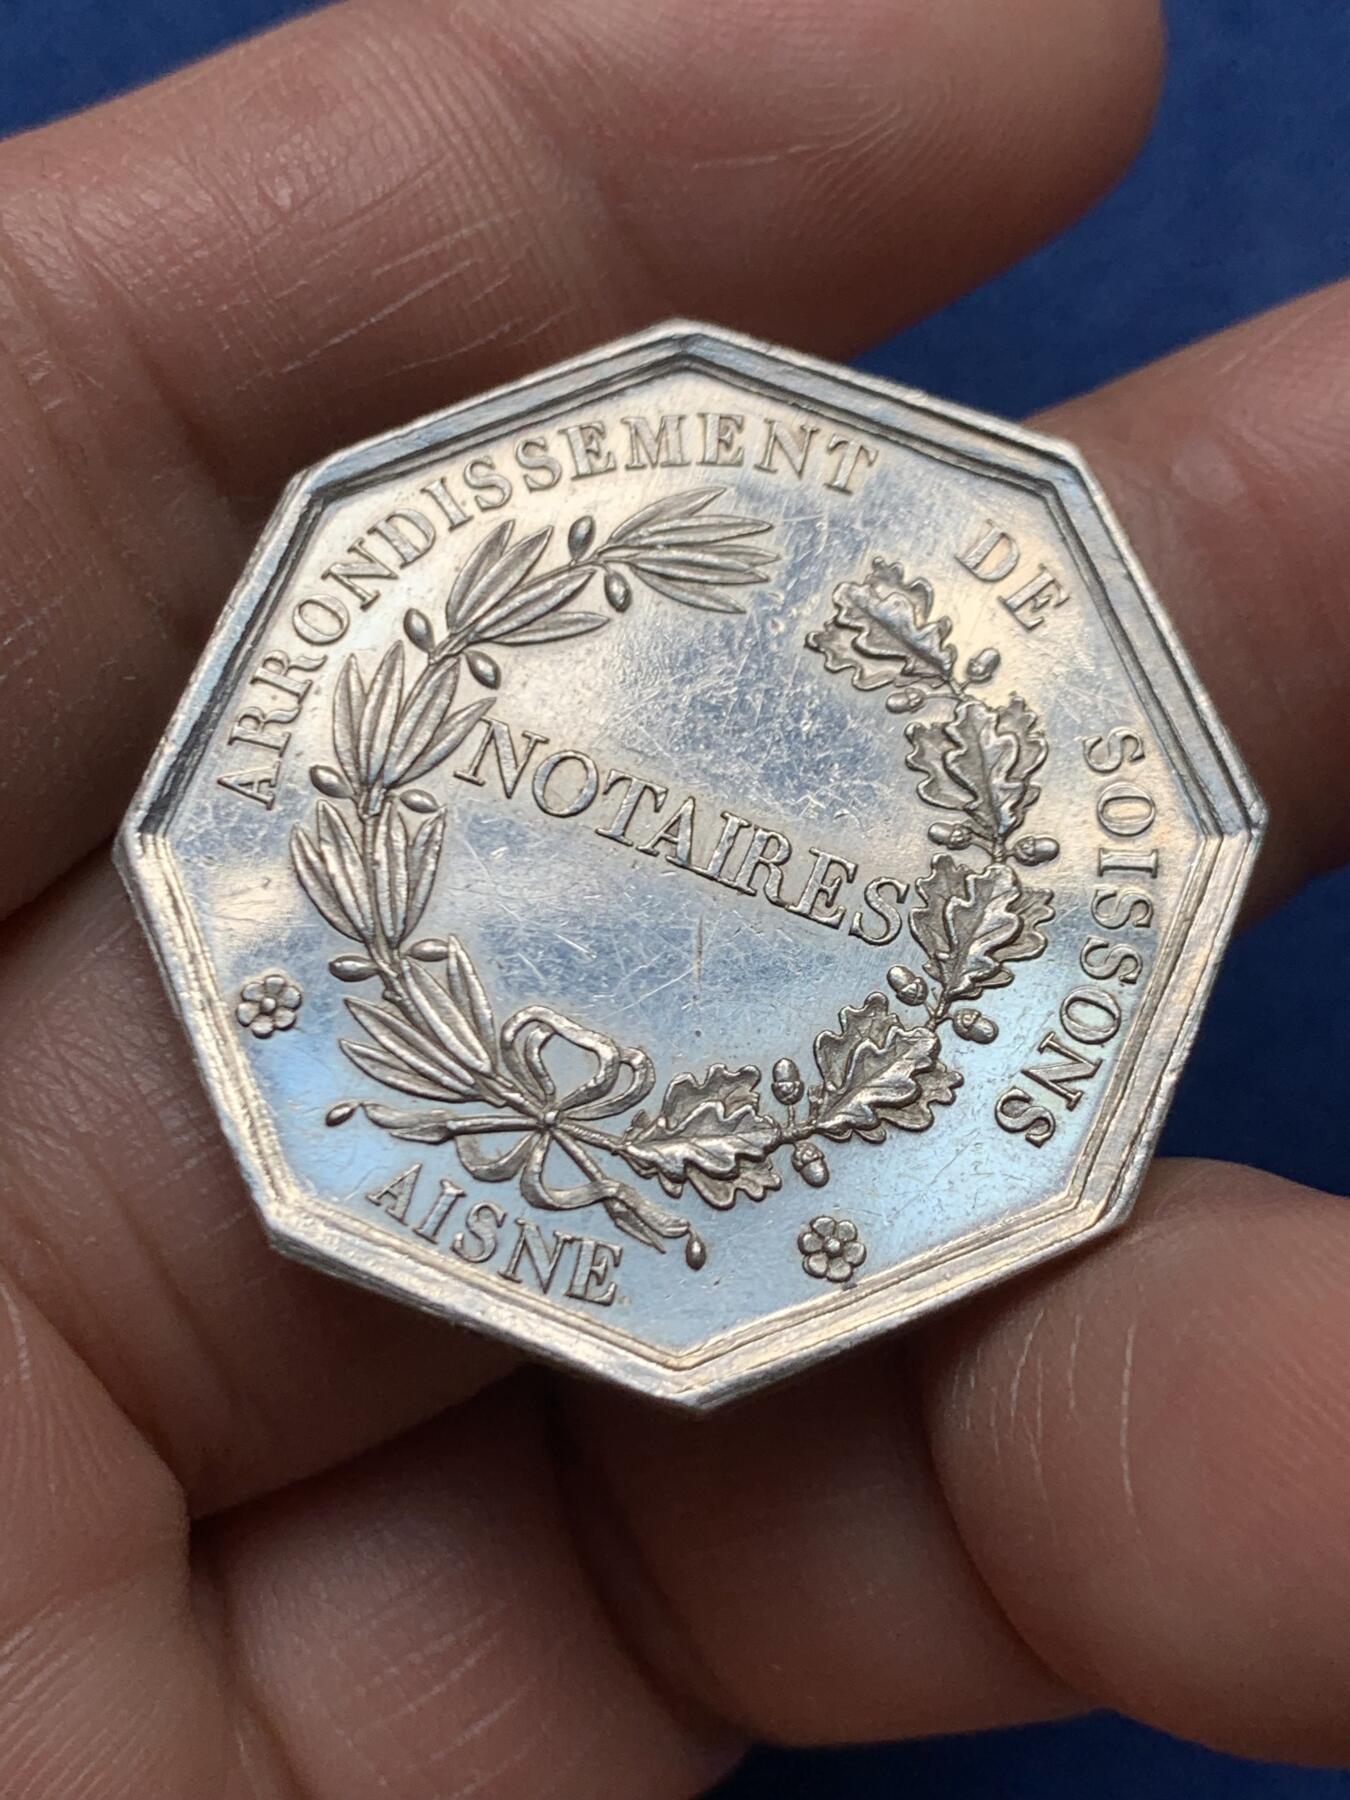 ARRONDISSEMENT DE SOISSONS
NOTAIRES
AISNE